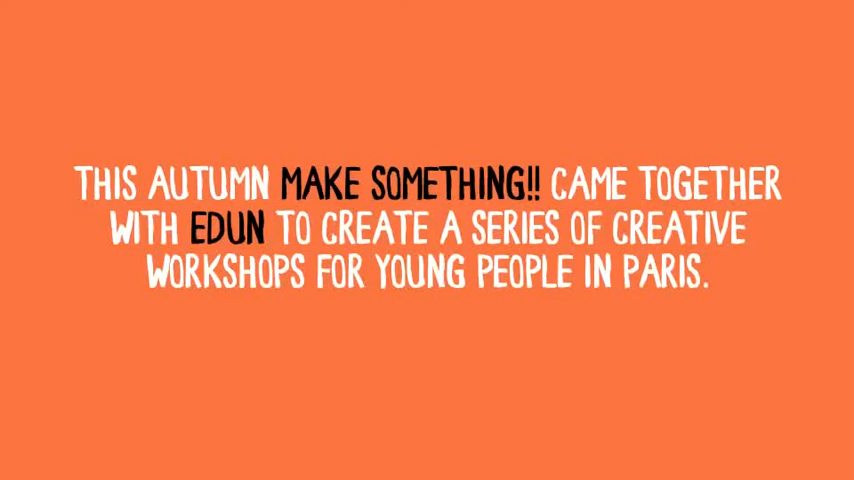 THIS AUTUMN MAKE SOMETHING!! CAME TOGETHER
WITH EDUN TO CREATE A SERIES OF CREATIVE
WORKSHOPS FOR YOUNG PEOPLE IN PARIS.